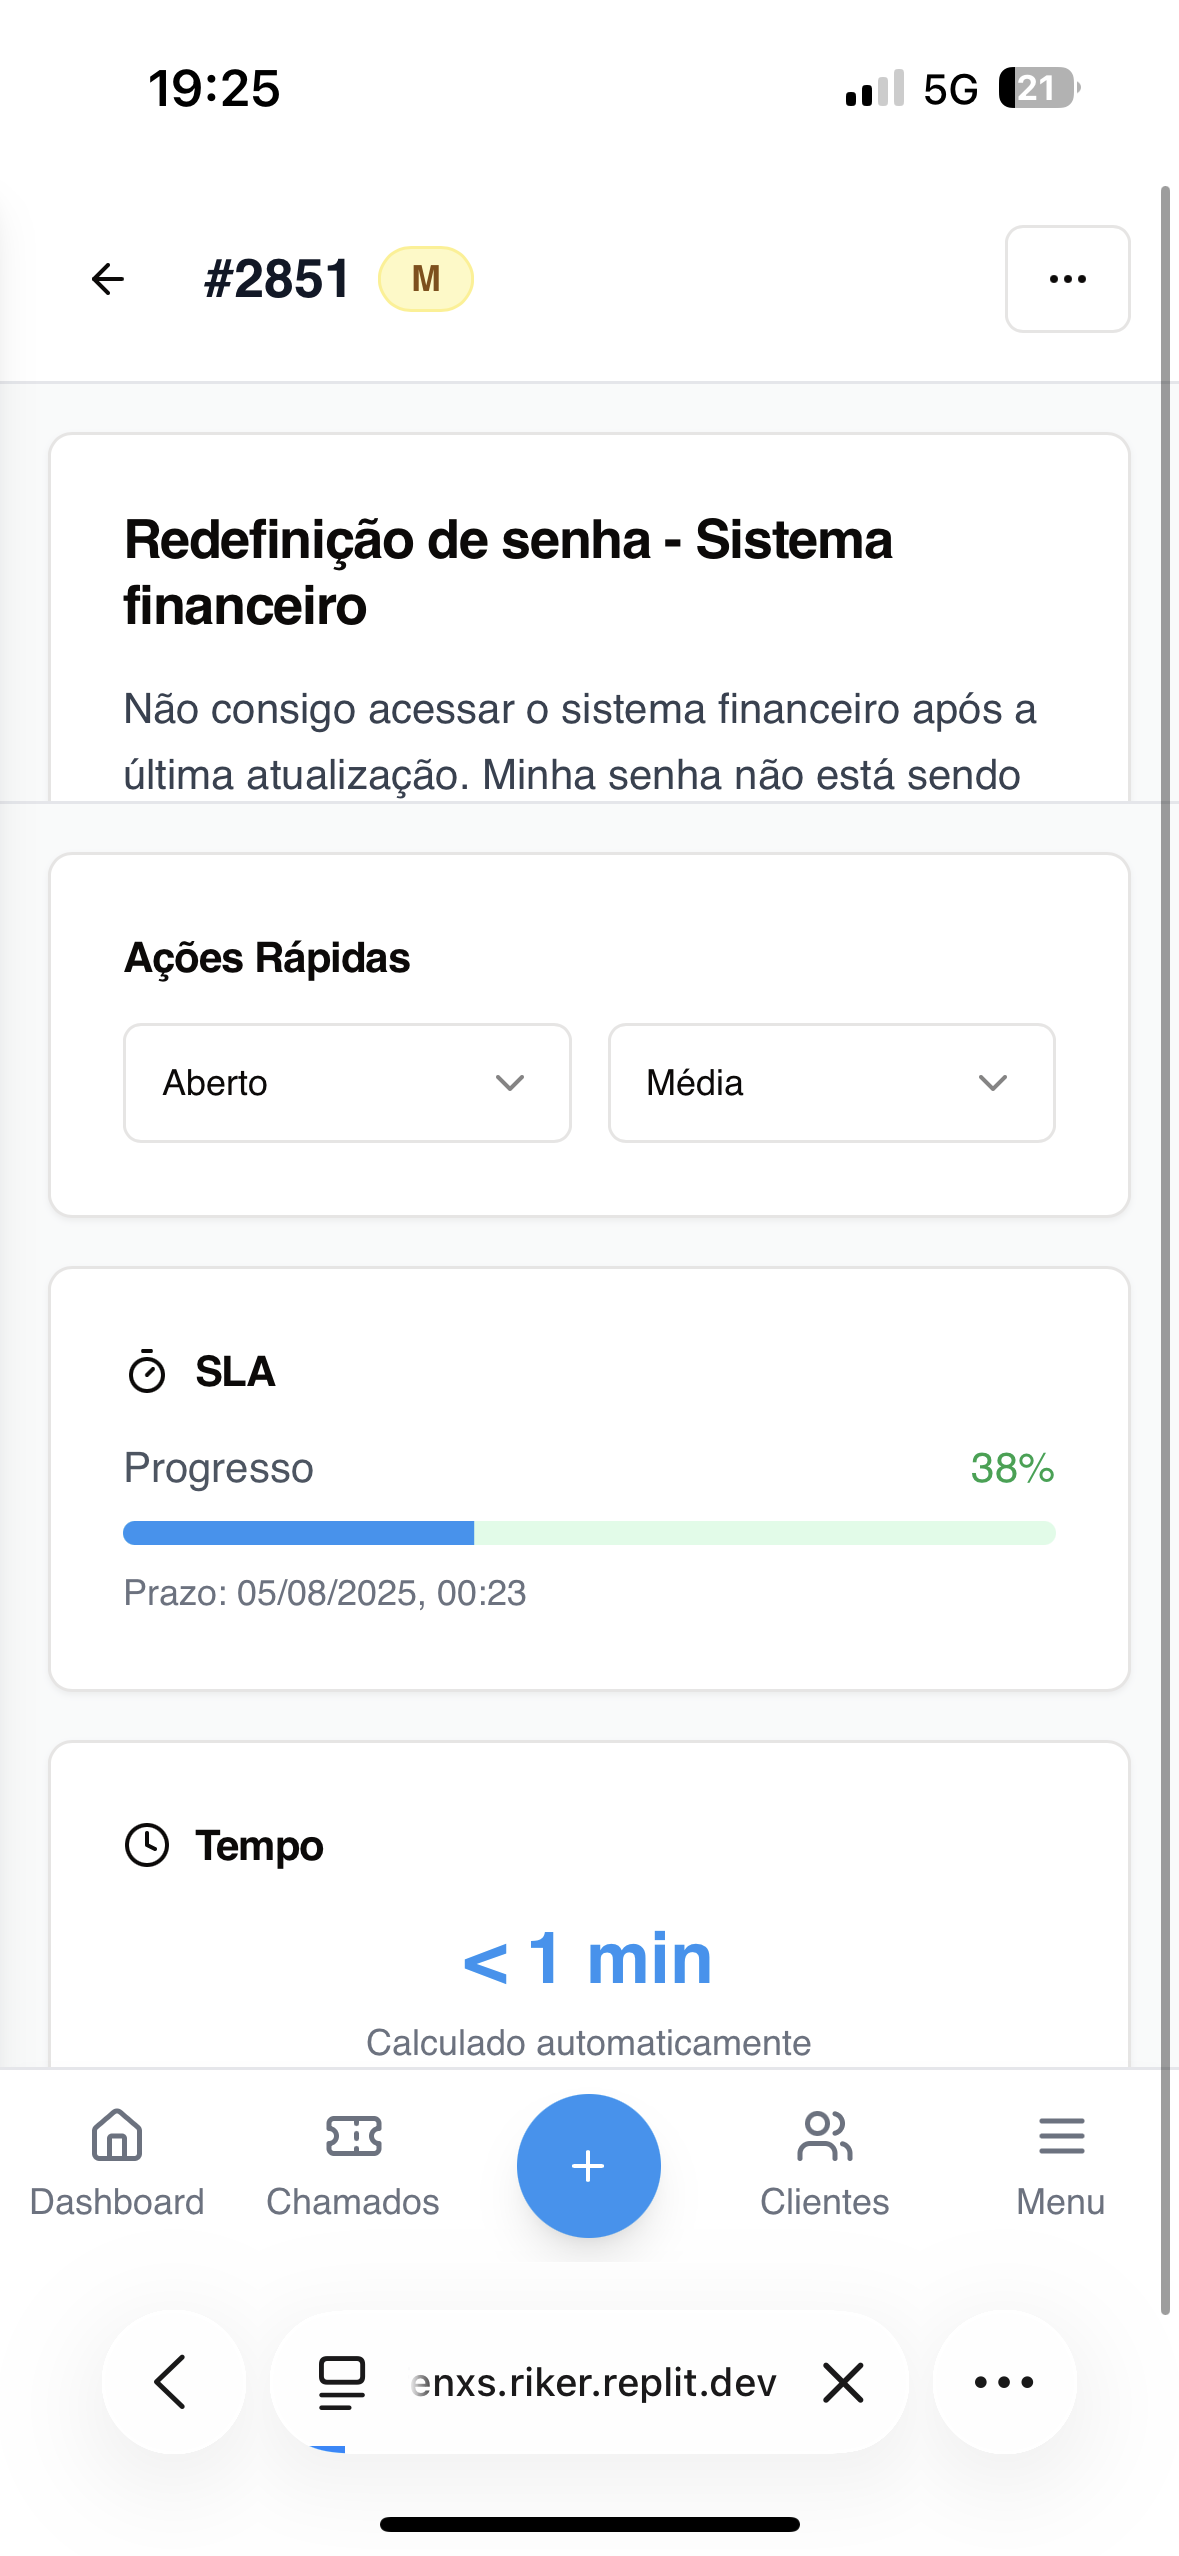 19:25
5G
21
#2851
M
Redefinição de senha - Sistema
financeiro
Não consigo acessar o sistema financeiro após a
última atualização. Minha senha não está sendo
Ações Rápidas
Aberto
Média
SLA
Progresso
38%
Prazo: 05/08/2025, 00:23
Tempo
< 1 min
Calculado automaticamente
Dashboard
Chamados
Clientes
Menu
enxs.riker.replit.dev